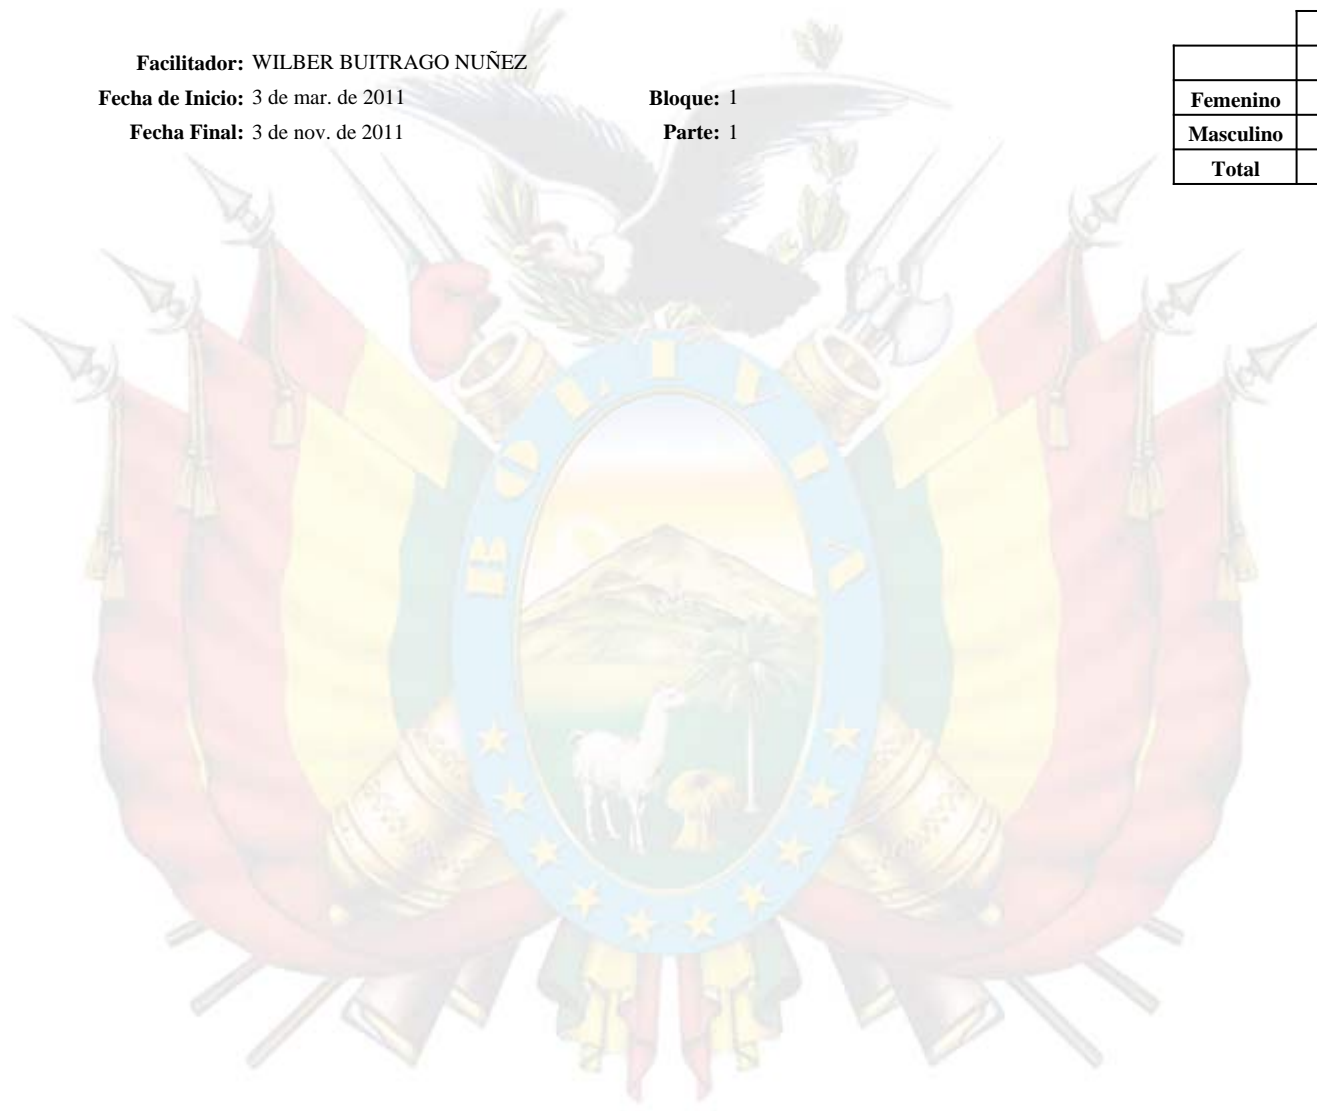 Facilitador: WILBER BUITRAGO NUÑEZ
Fecha de Inicio: 3 de mar. de 2011 Bloque: 1
Fecha Final: 3 de nov. de 2011 Parte: 1
Femenino
Masculino
Total
BOLIVIA